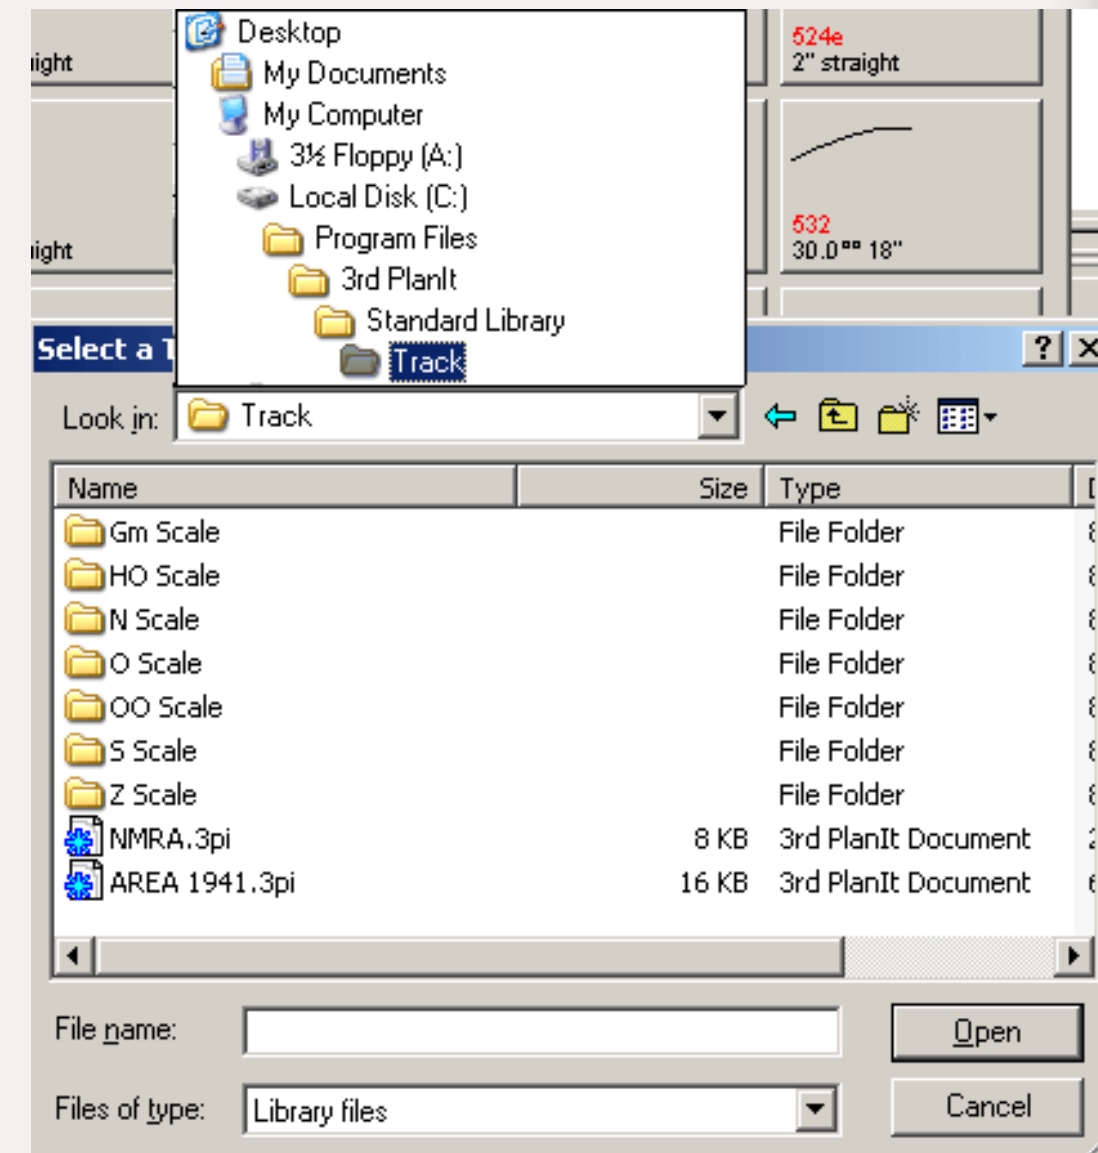 Desktop
My Documents
My Computer
3½ Floppy (A:)
Local Disk (C:)
Program Files
3rd PlanIt
Standard Library
Track
524e
2" straight
532
30.0°° 18"
Select a
Look in: Track
Name Size Type
Gm Scale File Folder
HO Scale File Folder
N Scale File Folder
O Scale File Folder
OO Scale File Folder
S Scale File Folder
Z Scale File Folder
NMRA.3pi 8 KB 3rd PlanIt Document
AREA 1941.3pi 16 KB 3rd PlanIt Document
File name: Open
Files of type: Library files Cancel